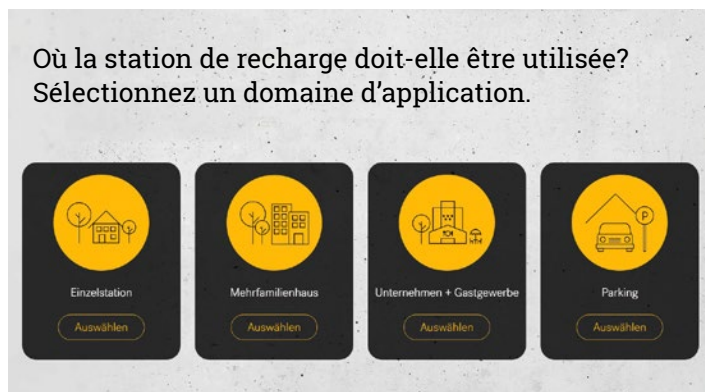 Où la station de recharge doit-elle être utilisée?
Sélectionnez un domaine d’application.
P
Einzelstation
Mehrfamilienhaus
Unternehmen + Gastgewerbe
Parking
Auswählen
Auswählen
Auswählen
Auswählen